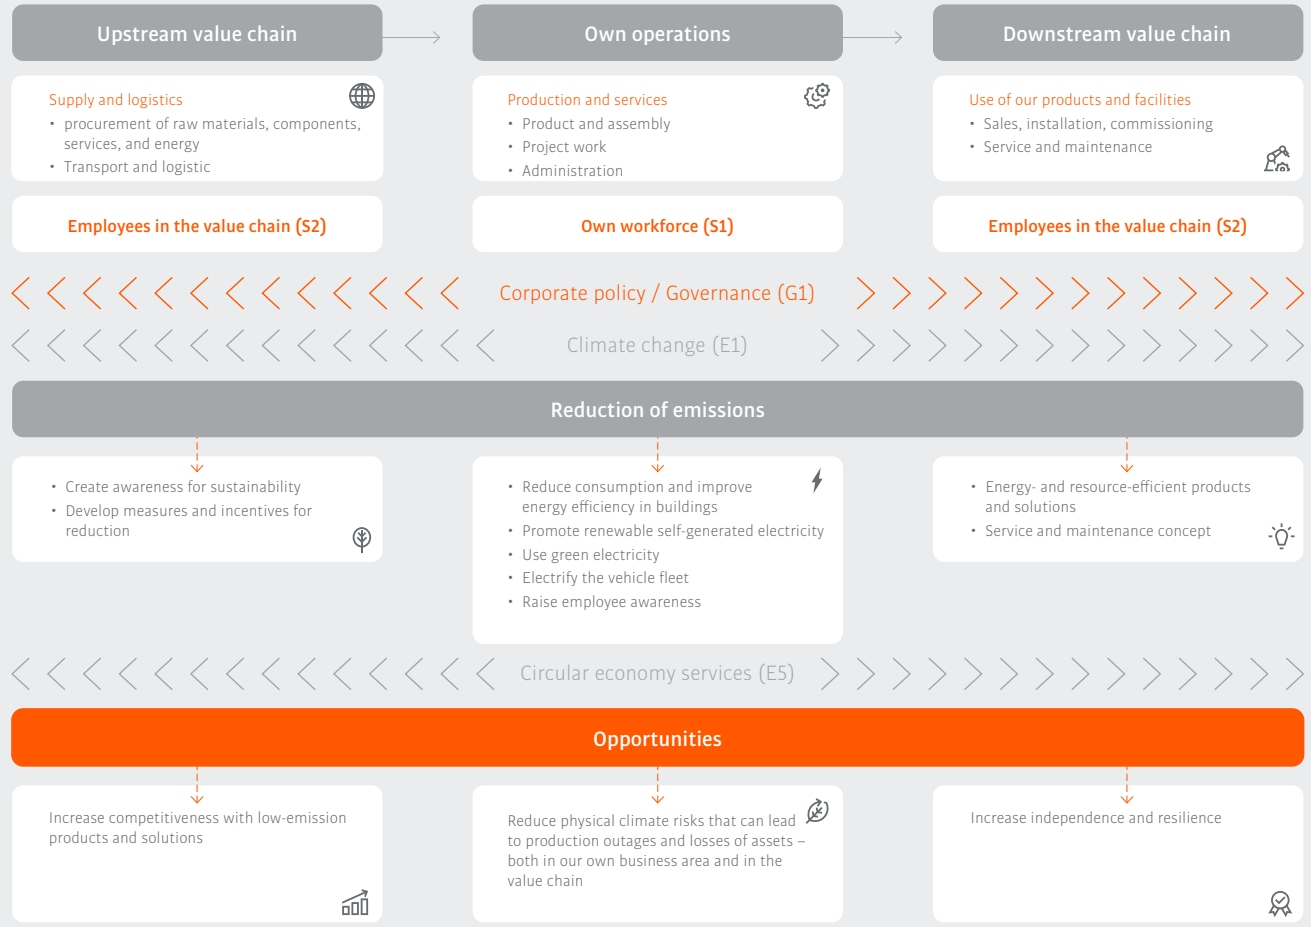 Upstream value chain
Own operations
Downstream value chain
Supply and logistics
• procurement of raw materials, components,
services, and energy
• Transport and logistic
Production and services
• Product and assembly
• Project work
• Administration
Use of our products and facilities
• Sales, installation, commissioning
• Service and maintenance
Employees in the value chain (S2)
Own workforce (S1)
Employees in the value chain (S2)
Corporate policy / Governance (G1)
Climate change (E1)
Reduction of emissions
• Create awareness for sustainability
• Develop measures and incentives for
reduction
• Reduce consumption and improve
energy efficiency in buildings
• Promote renewable self-generated electricity
• Use green electricity
• Electrify the vehicle fleet
• Raise employee awareness
• Energy- and resource-efficient products
and solutions
• Service and maintenance concept
Circular economy services (E5)
Opportunities
Increase competitiveness with low-emission
products and solutions
Reduce physical climate risks that can lead
to production outages and losses of assets –
both in our own business area and in the
value chain
Increase independence and resilience